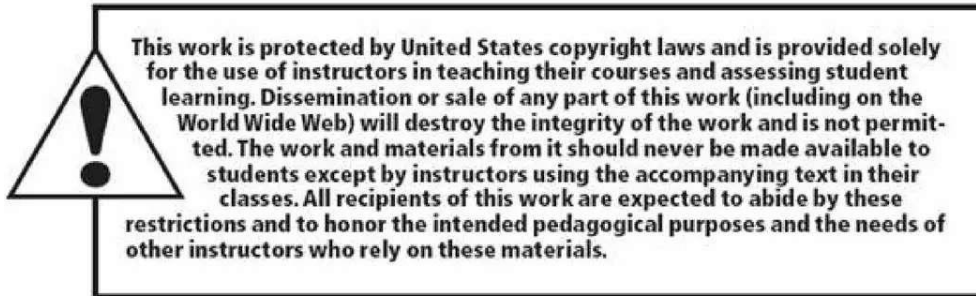 This work is protected by United States copyright laws and is provided solely
for the use of instructors in teaching their courses and assessing student
learning. Dissemination or sale of any part of this work (including on the
World Wide Web) will destroy the integrity of the work and is not permit-
ted. The work and materials from it should never be made available to
students except by instructors using the accompanying text in their
classes. All recipients of this work are expected to abide by these
restrictions and to honor the intended pedagogical purposes and the needs of
other instructors who rely on these materials.